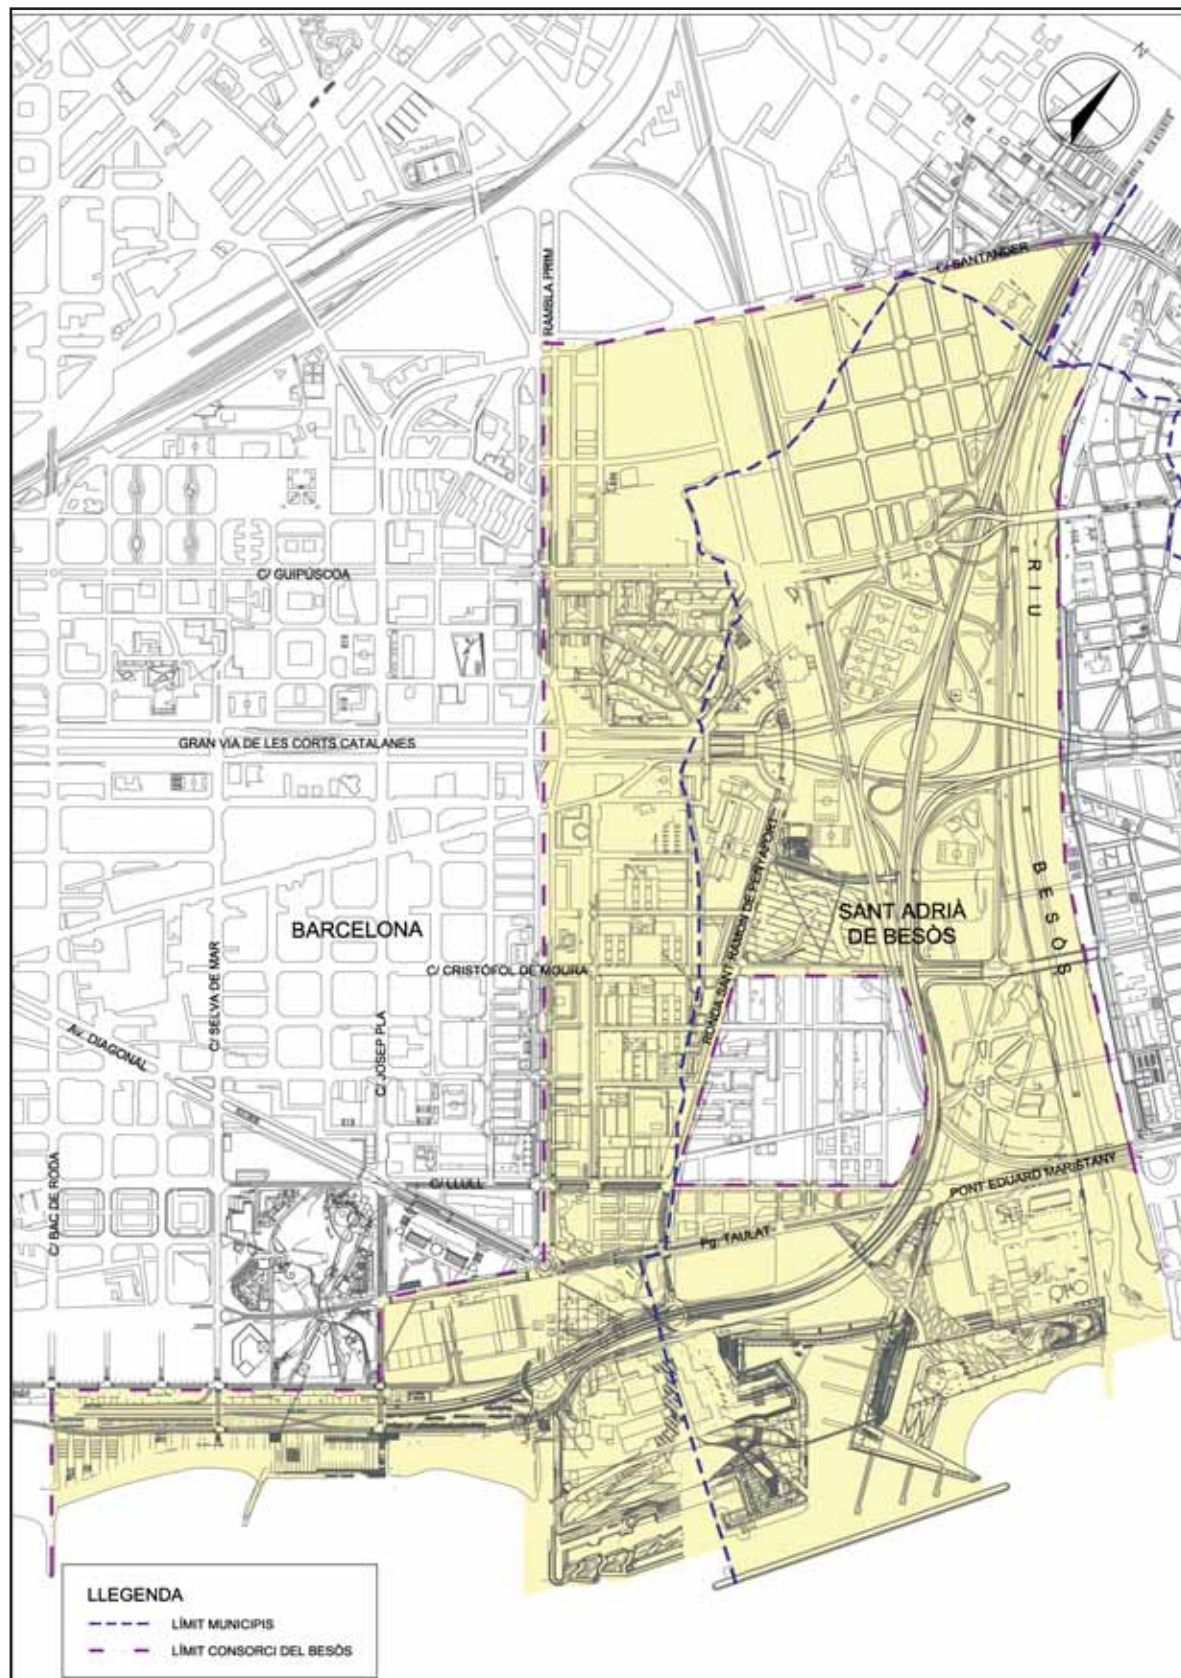 N
C/ SANTANDER
RAMBLA PRIM
C/ GUIPÚSCOA
RIU
GRAN VIA DE LES CORTS CATALANES
RONDA SANT RAMON DE PENYAFORT
BESÒS
BARCELONA
SANT ADRIÀ
DE BESÒS
C/ CRISTÒFOL DE MOURA
C/ SELVA DE MAR
Av. DIAGONAL
C/ JOSEP PLA
C/ BAC DE RODA
C/ LLULL
PONT EDUARD MARISTANY
Pg. TAULAT
LLEGENDA
LÍMIT MUNICIPIS
LÍMIT CONSORCI DEL BESÒS